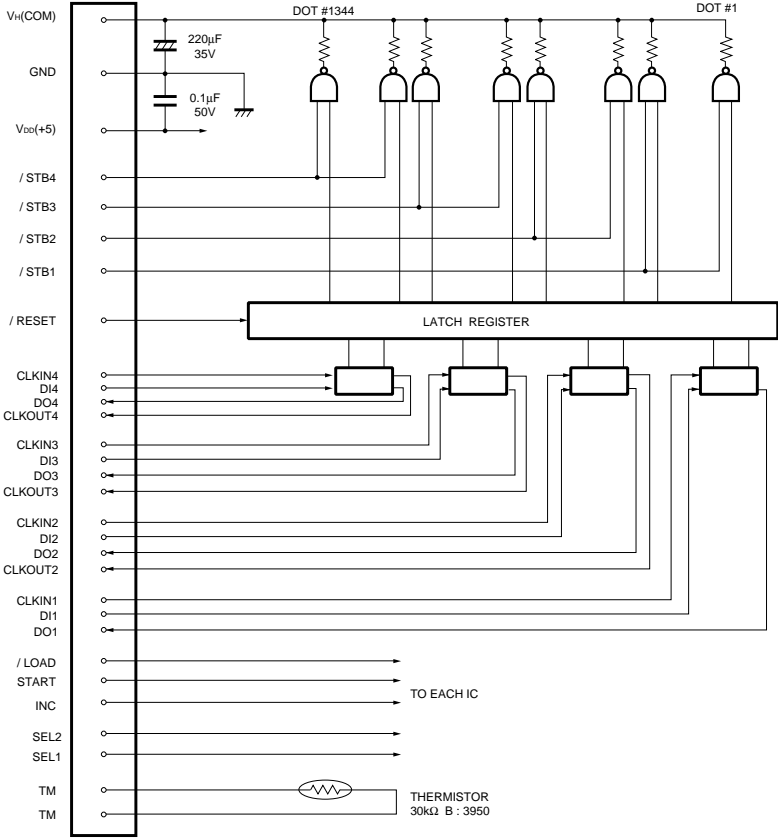 DOT #1344
DOT #1
VH(COM)
220µF
35V
GND
0.1µF
50V
VDD(+5)
/ STB4
/ STB3
/ STB2
/ STB1
/ RESET
LATCH REGISTER
CLKIN4
DI4
DO4
CLKOUT4
CLKIN3
DI3
DO3
CLKOUT3
CLKIN2
DI2
DO2
CLKOUT2
CLKIN1
DI1
DO1
/ LOAD
START
TO EACH IC
INC
SEL2
SEL1
TM
THERMISTOR
30kΩ B : 3950
TM